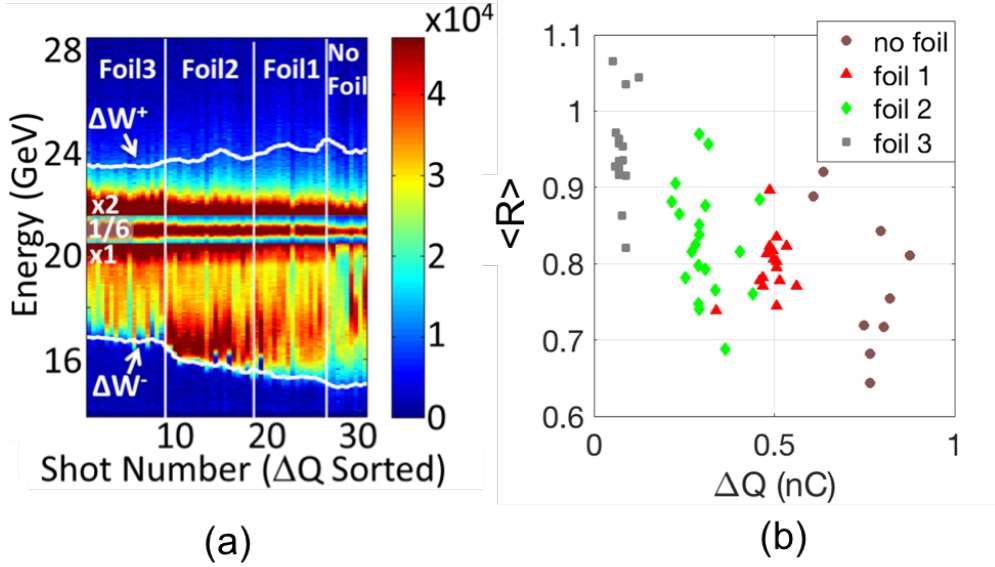 x10⁴
28
24
20
16
Energy (GeV)
Foil3
Foil2
Foil1
No
Foil
ΔW⁺
x2
1/6
x1
ΔW⁻
4
3
2
1
0
10
20
30
Shot Number (ΔQ Sorted)
(a)
(b)
1.1
1
0.9
0.8
0.7
0.6
<R>
no foil
foil 1
foil 2
foil 3
0
0.5
1
ΔQ (nC)